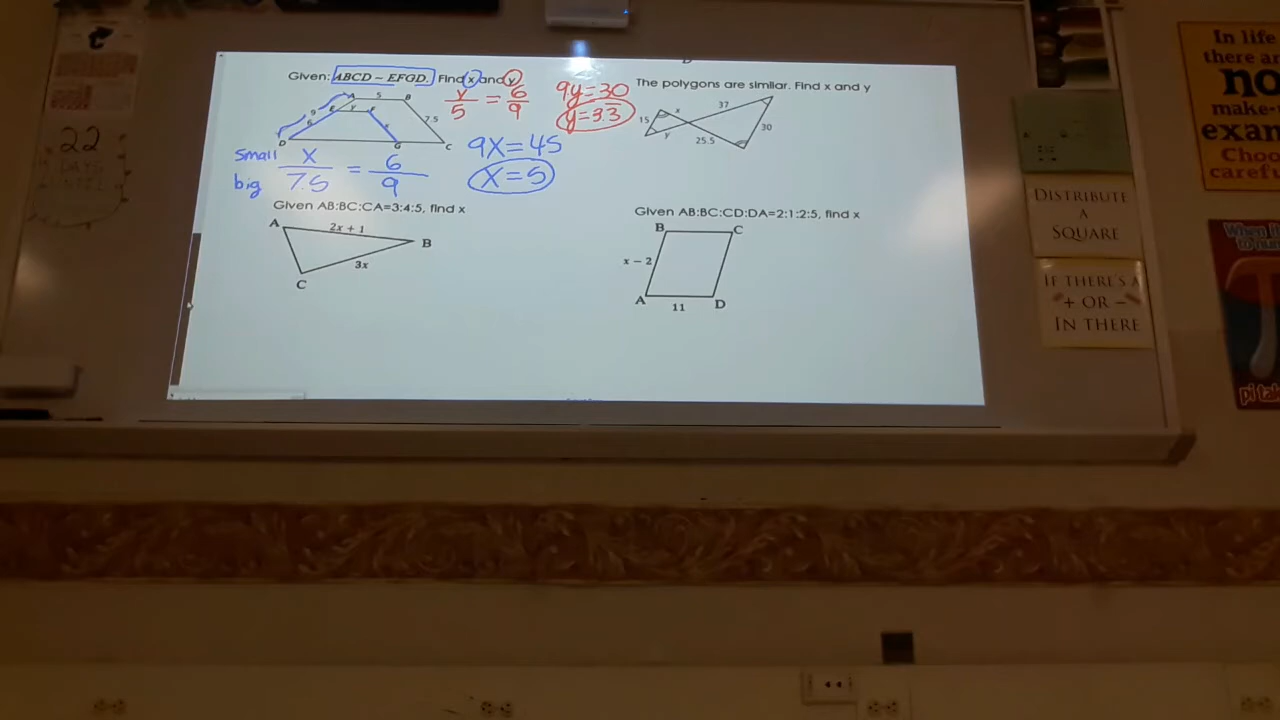 Given: ABCD ~ EFGD. Find x and y
y/5 = 6/9
9y=30
y=3.3̅
A 5 B
9
E y F
7.5
D G C
9x=45
x=5
small x = 6
big 7.5 9
The polygons are similar. Find x and y
15 x 37
y 25.5 30
Given AB:BC:CA=3:4:5, find x
A 2x + 1 B
3x
C
Given AB:BC:CD:DA=2:1:2:5, find x
B C
x − 2
A 11 D
22
DISTRIBUTE
A
SQUARE
IF THERE'S A
+ OR −
IN THERE
In life
there ar
no
make-
exam
Choo
careful
When